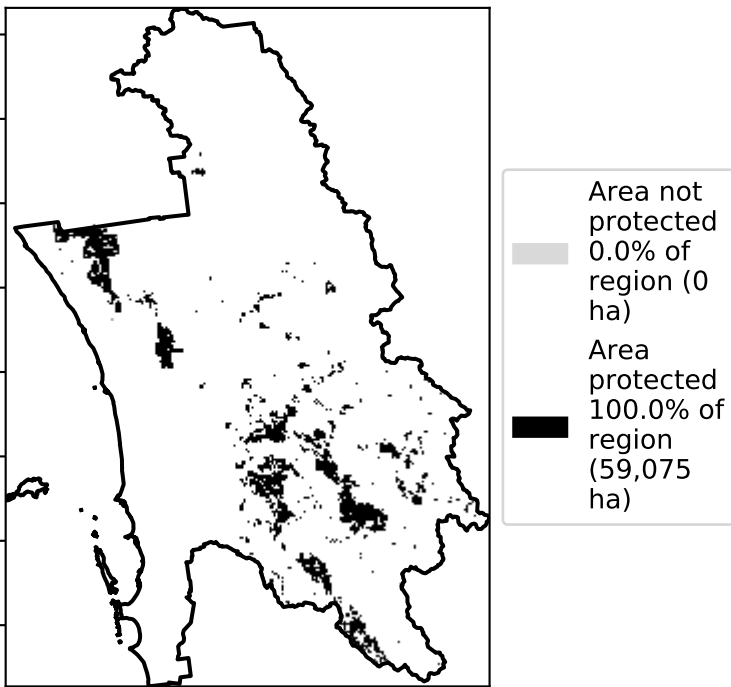 Area not
protected
0.0% of
region (0
ha)
Area
protected
100.0% of
region
(59,075
ha)